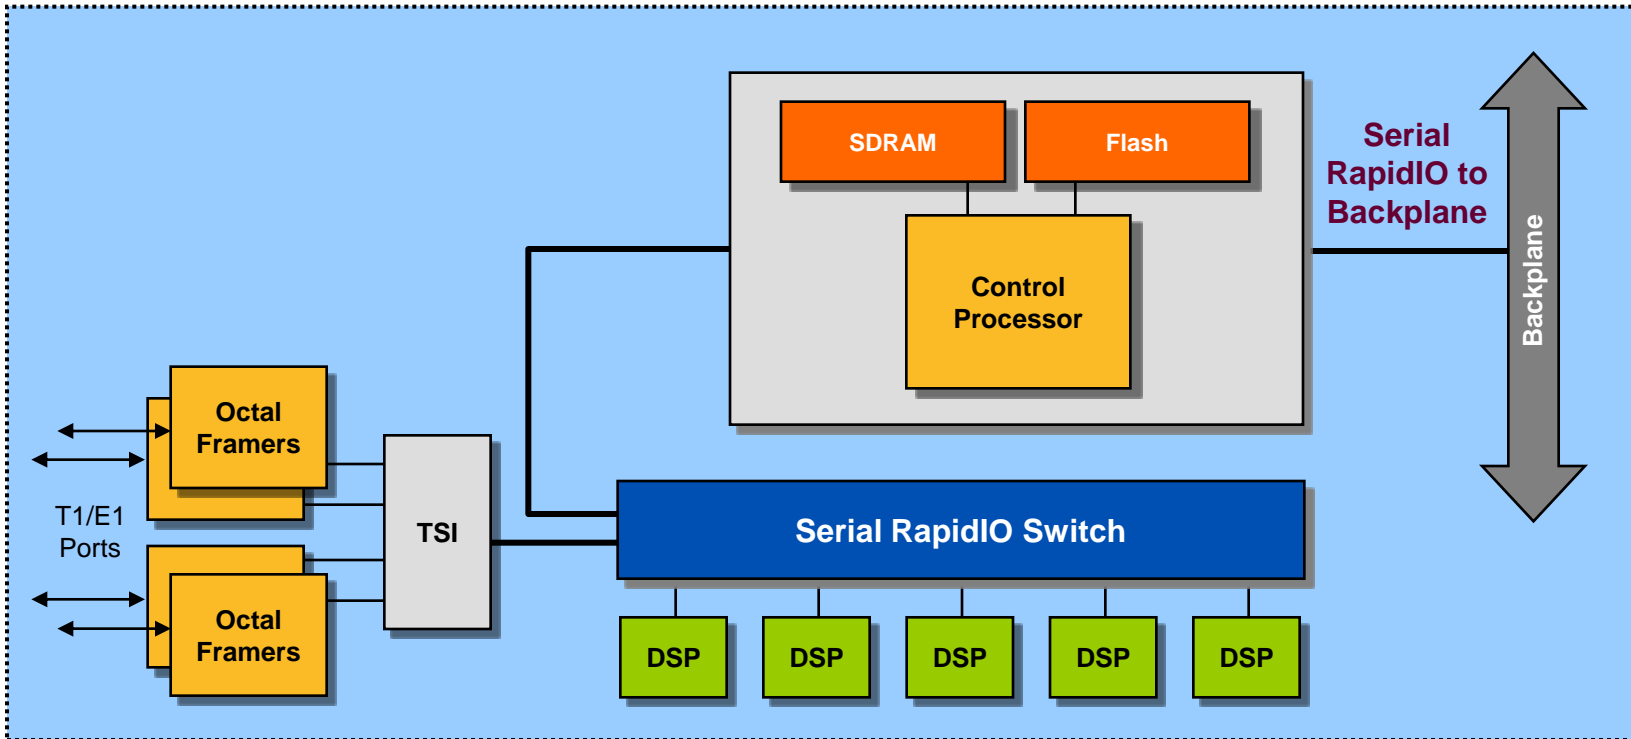 SDRAM
Flash
Serial
RapidIO to
Backplane
Control
Processor
Backplane
Octal
Framers
T1/E1
Ports
TSI
Serial RapidIO Switch
Octal
Framers
DSP
DSP
DSP
DSP
DSP